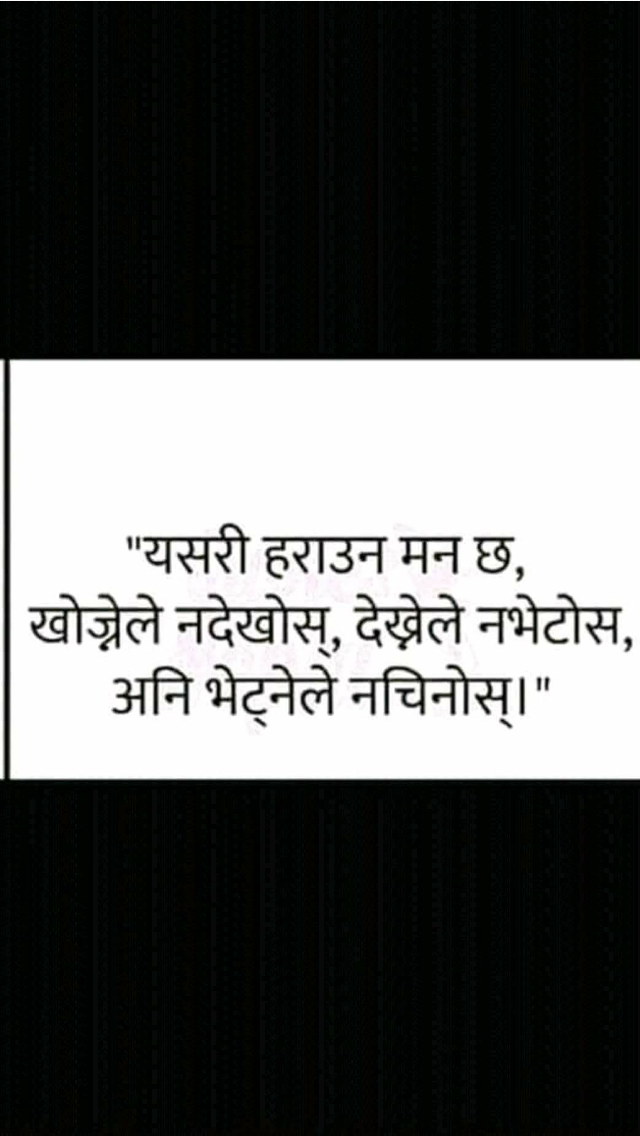 "यसरी हराउन मन छ,
खोज्नेले नदेखोस्, देख्नेले नभेटोस,
अनि भेट्नेले नचिनोस्।"